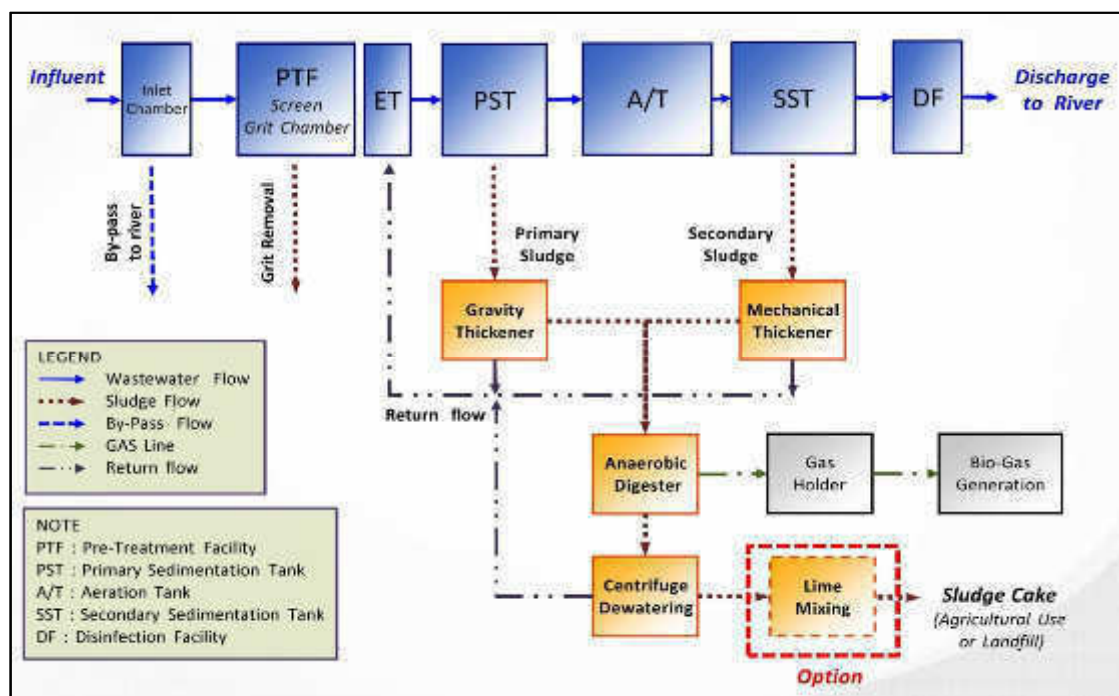 Influent
Inlet
Chamber
PTF
Screen
Grit Chamber
ET
PST
A/T
SST
DF
Discharge
to River
By-pass
to river
Grit Removal
Primary
Sludge
Secondary
Sludge
Gravity
Thickener
Mechanical
Thickener
Return flow
LEGEND
Wastewater Flow
Sludge Flow
By-Pass Flow
GAS Line
Return flow
Anaerobic
Digester
Gas
Holder
Bio-Gas
Generation
NOTE
PTF : Pre-Treatment Facility
PST : Primary Sedimentation Tank
A/T : Aeration Tank
SST : Secondary Sedimentation Tank
DF : Disinfection Facility
Centrifuge
Dewatering
Lime
Mixing
Sludge Cake
(Agricultural Use
or Landfill)
Option